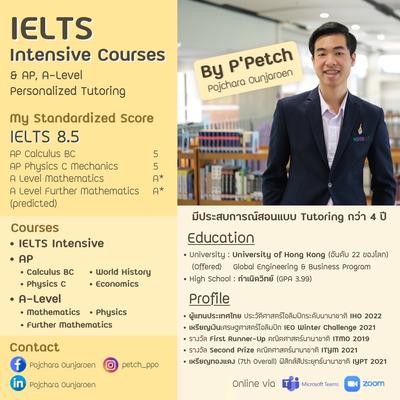 IELTS
Intensive Courses
& AP, A-Level
Personalized Tutoring
My Standardized Score
IELTS 8.5
AP Calculus BC 5
AP Physics C Mechanics 5
A Level Mathematics A*
A Level Further Mathematics A*
(predicted)
Courses
• IELTS Intensive
• AP
• Calculus BC • World History
• Physics C • Economics
• A-Level
• Mathematics • Physics
• Further Mathematics
Contact
Pojchara Ounjaroen petch_ppo
Pojchara Ounjaroen
By P'Petch
Pojchara Ounjaroen
มีประสบการณ์สอนแบบ Tutoring กว่า 4 ปี
Education
• University : University of Hong Kong (อันดับ 22 ของโลก)
(Offered) Global Engineering & Business Program
• High School : กำเนิดวิทย์ (GPA 3.99)
Profile
• ผู้แทนประเทศไทย ประวัติศาสตร์โอลิมปิกระดับนานาชาติ IHO 2022
• เหรียญเงินเศรษฐศาสตร์โอลิมปิก IEO Winter Challenge 2021
• รางวัล First Runner-Up คณิตศาสตร์นานาชาติ ITMO 2019
• รางวัล Second Prize คณิตศาสตร์นานาชาติ ITYM 2021
• เหรียญทองแดง (7th Overall) ฟิสิกส์สัประยุทธ์นานาชาติ IYPT 2021
Online via Microsoft Teams zoom